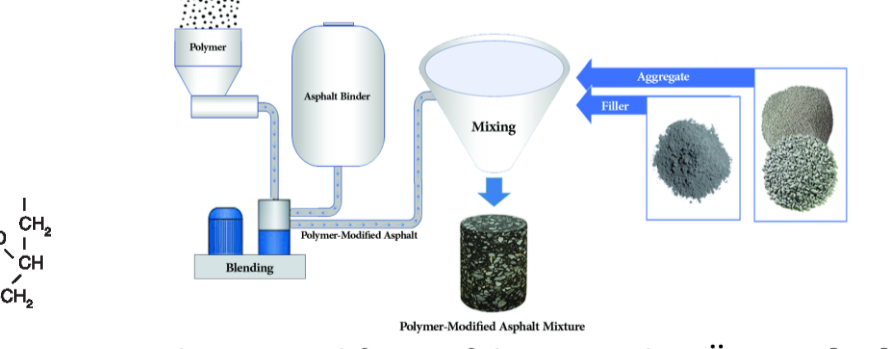 Polymer
Asphalt Binder
Aggregate
Filler
Mixing
Polymer-Modified Asphalt
Blending
Polymer-Modified Asphalt Mixture
CH₂
CH
CH₂